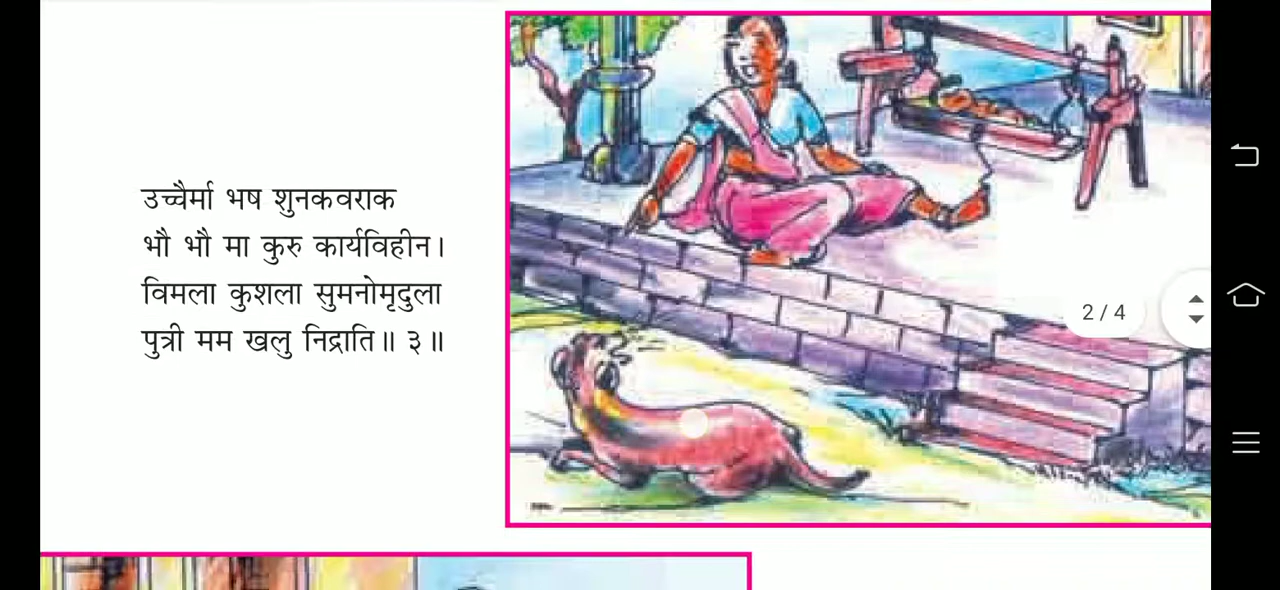 उच्चैर्मा भष शुनकवराक
भौ भौ मा कुरु कार्यविहीन।
विमला कुशला सुमनोमृदुला
पुत्री मम खलु निद्राति॥ ३॥
2/4